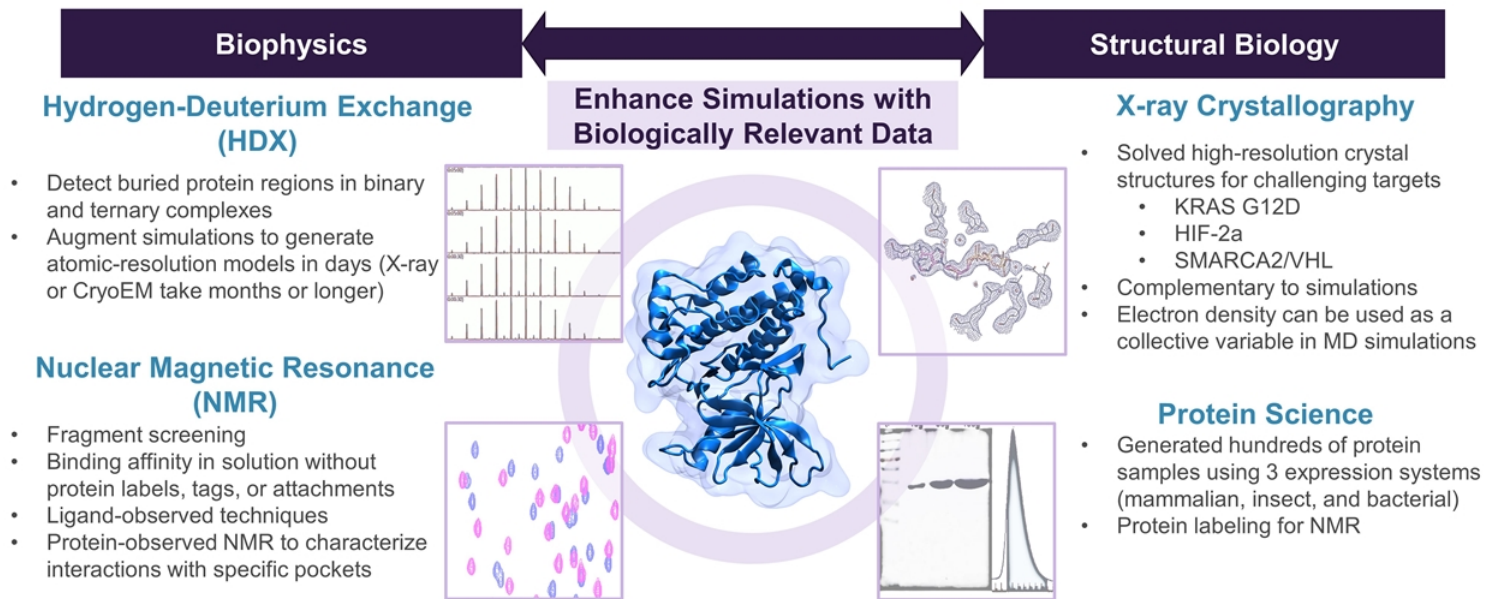 Biophysics
Structural Biology
Enhance Simulations with
Biologically Relevant Data
Hydrogen-Deuterium Exchange
(HDX)
• Detect buried protein regions in binary
and ternary complexes
• Augment simulations to generate
atomic-resolution models in days (X-ray
or CryoEM take months or longer)
Nuclear Magnetic Resonance
(NMR)
• Fragment screening
• Binding affinity in solution without
protein labels, tags, or attachments
• Ligand-observed techniques
• Protein-observed NMR to characterize
interactions with specific pockets
X-ray Crystallography
• Solved high-resolution crystal
structures for challenging targets
• KRAS G12D
• HIF-2a
• SMARCA2/VHL
• Complementary to simulations
• Electron density can be used as a
collective variable in MD simulations
Protein Science
• Generated hundreds of protein
samples using 3 expression systems
(mammalian, insect, and bacterial)
• Protein labeling for NMR